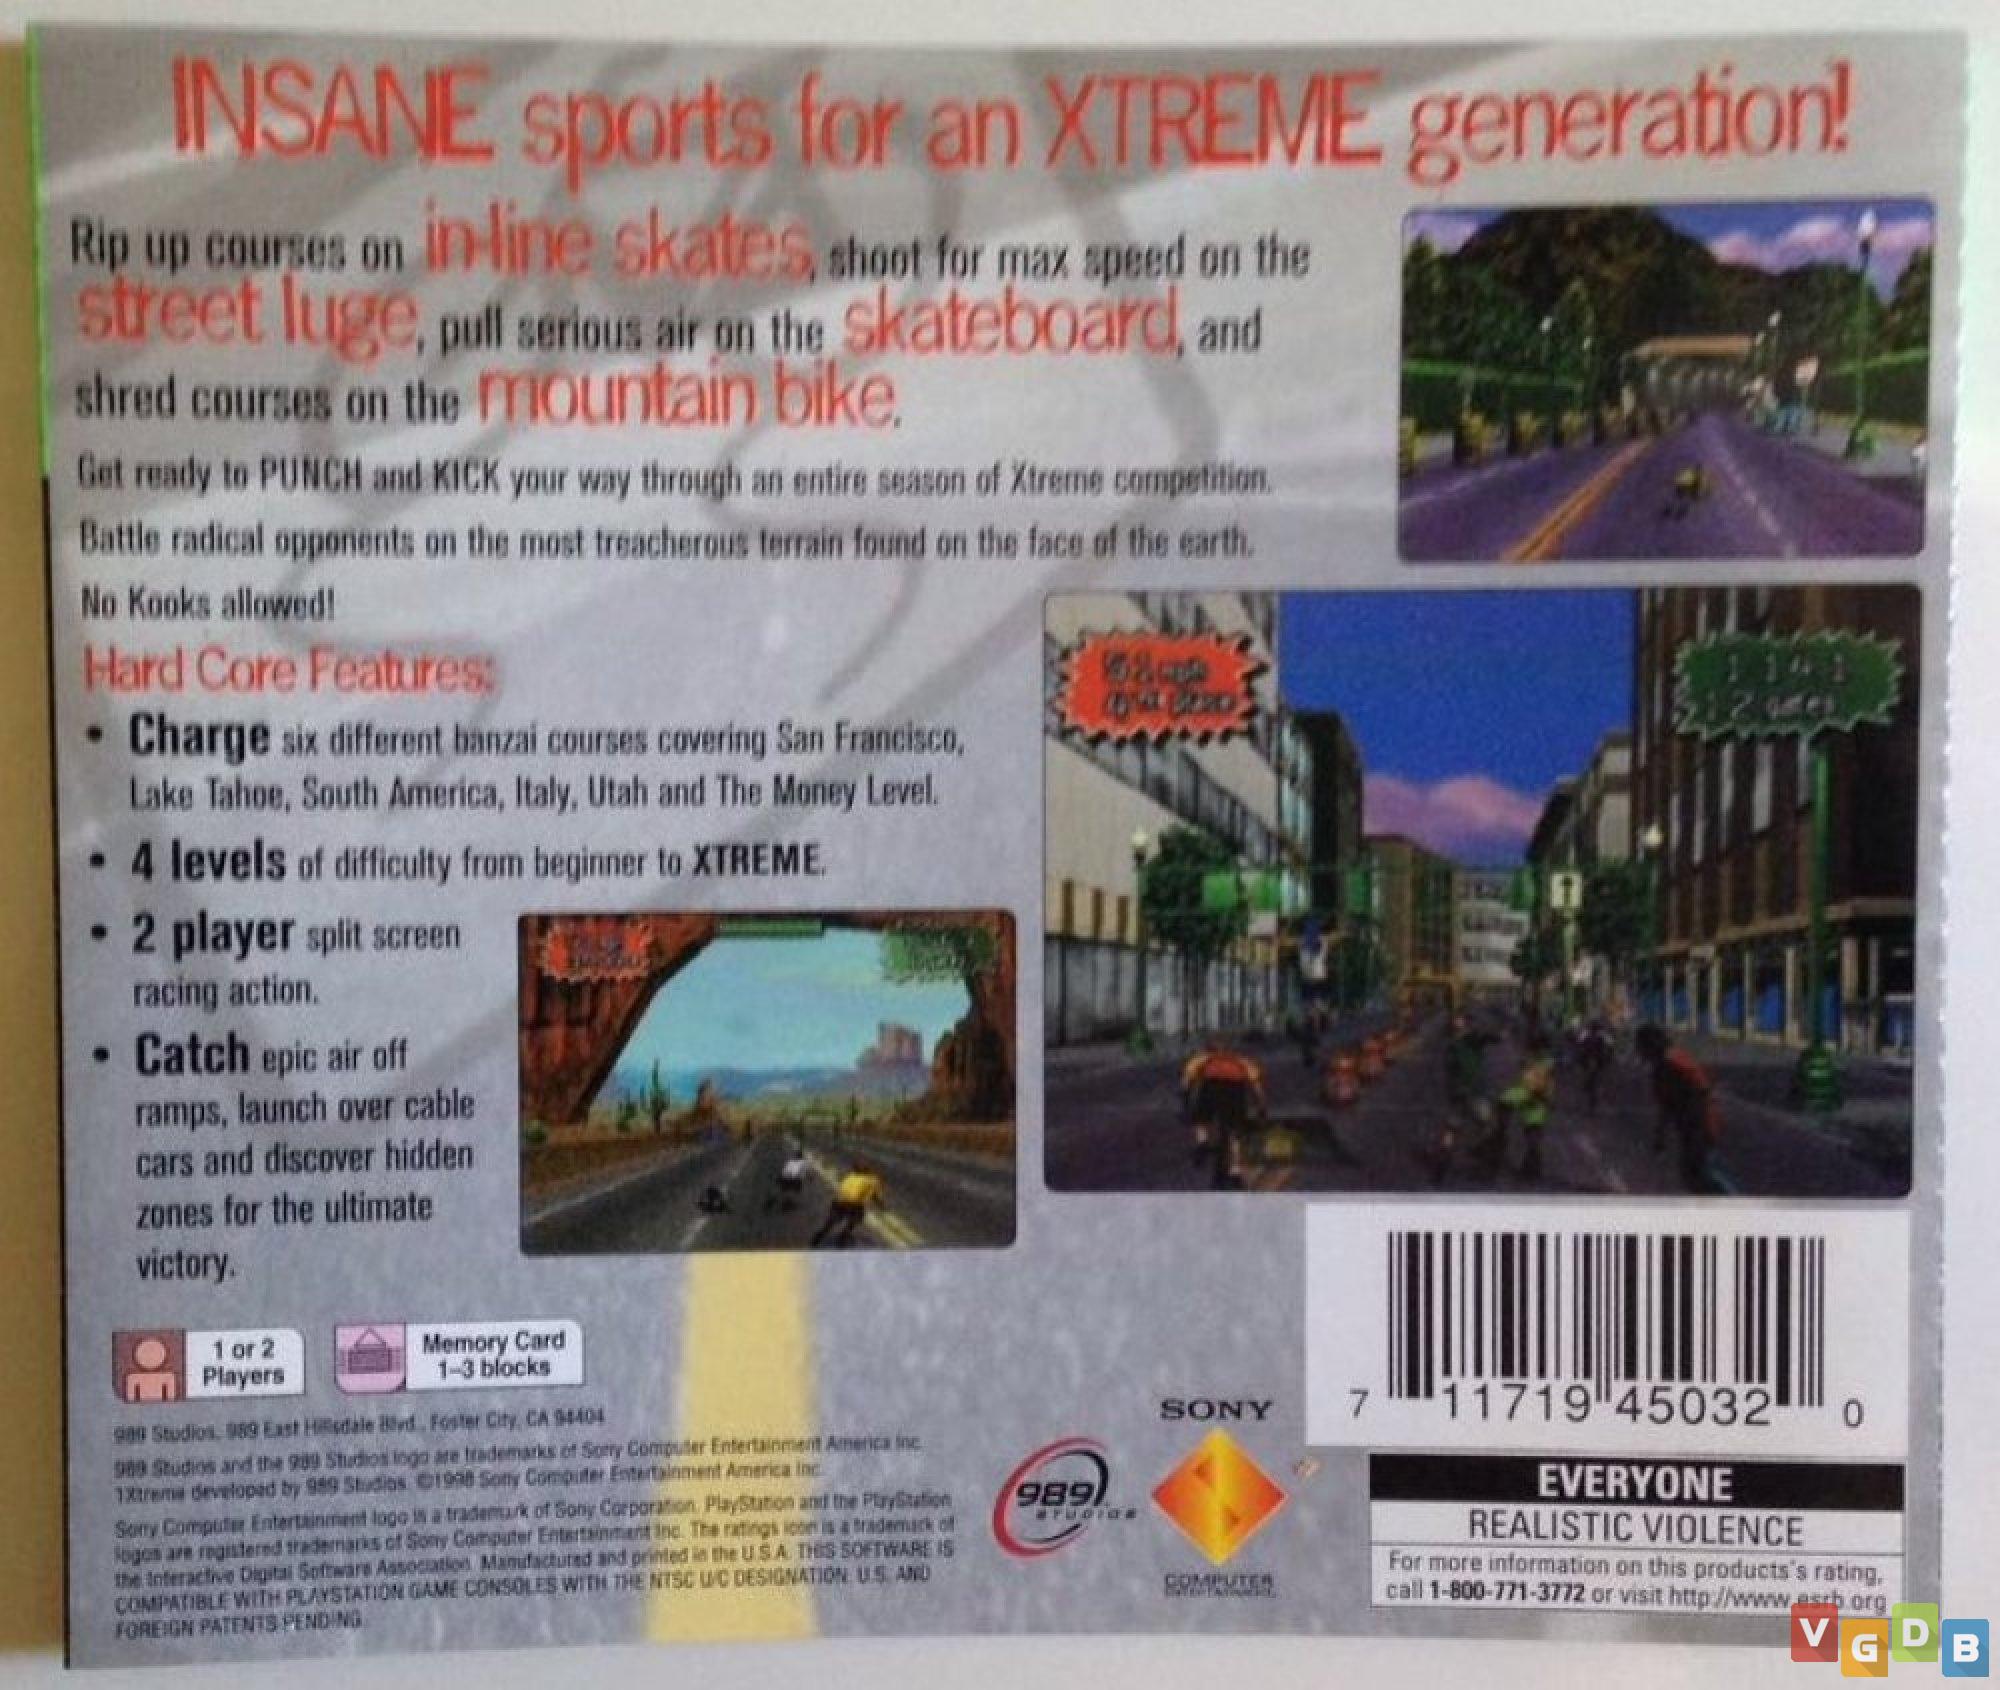 INSANE sports for an XTREME generation!
Rip up courses on in-line skates, shoot for max speed on the
street luge, pull serious air on the skateboard, and
shred courses on the mountain bike.
Get ready to PUNCH and KICK your way through an entire season of Xtreme competition.
Battle radical opponents on the most treacherous terrain found on the face of the earth.
No Kooks allowed!
Hard Core Features:
• Charge six different banzai courses covering San Francisco,
Lake Tahoe, South America, Italy, Utah and The Money Level.
• 4 levels of difficulty from beginner to XTREME.
• 2 player split screen
racing action.
• Catch epic air off
ramps, launch over cable
cars and discover hidden
zones for the ultimate
victory.
1 or 2
Players
Memory Card
1–3 blocks
989 Studios, 989 East Hillsdale Blvd., Foster City, CA 94404
989 Studios and the 989 Studios logo are trademarks of Sony Computer Entertainment America Inc.
1Xtreme developed by 989 Studios. ©1998 Sony Computer Entertainment America Inc.
Sony Computer Entertainment logo is a trademark of Sony Corporation. PlayStation and the PlayStation
logos are registered trademarks of Sony Computer Entertainment Inc. The ratings icon is a trademark of
the Interactive Digital Software Association. Manufactured and printed in the U.S.A. THIS SOFTWARE IS
COMPATIBLE WITH PLAYSTATION GAME CONSOLES WITH THE NTSC U/C DESIGNATION. U.S. AND
FOREIGN PATENTS PENDING.
989 STUDIOS
SONY
COMPUTER
ENTERTAINMENT
7 11719 45032 0
EVERYONE
REALISTIC VIOLENCE
For more information on this products's rating,
call 1-800-771-3772 or visit http://www.esrb.org
VGDB